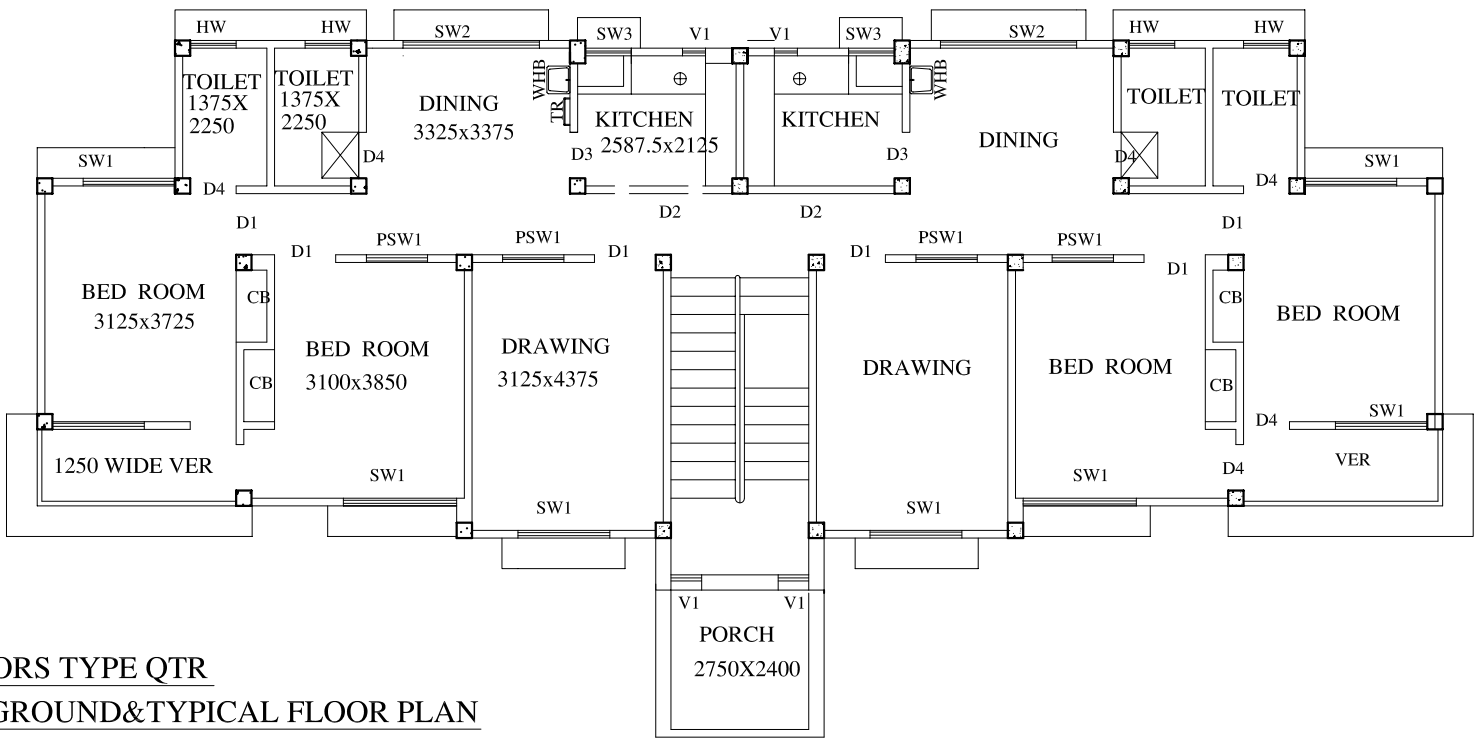 HW
HW
SW2
SW3
V1
V1
SW3
SW2
HW
HW
TOILET
1375X
2250
TOILET
1375X
2250
DINING
3325x3375
WHB
TR
KITCHEN
2587.5x2125
KITCHEN
WHB
DINING
TOILET
TOILET
SW1
D4
D4
D3
D3
D4
D4
SW1
D1
D1
PSW1
PSW1
D1
D2
D2
D1
PSW1
PSW1
D1
D1
BED ROOM
3125x3725
CB
CB
BED ROOM
3100x3850
DRAWING
3125x4375
DRAWING
BED ROOM
CB
CB
BED ROOM
1250 WIDE VER
SW1
SW1
SW1
SW1
D4
SW1
D4
VER
V1
V1
PORCH
2750X2400
ORS TYPE QTR
GROUND&TYPICAL FLOOR PLAN